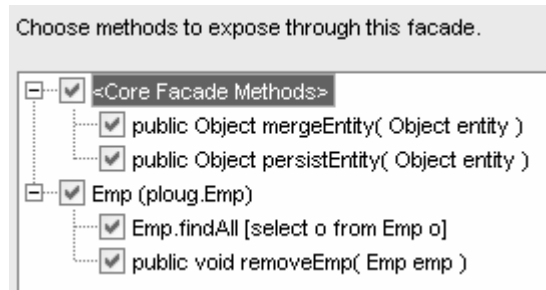 Choose methods to expose through this facade.
<Core Facade Methods>
public Object mergeEntity( Object entity )
public Object persistEntity( Object entity )
Emp (ploug.Emp)
Emp.findAll [select o from Emp o]
public void removeEmp( Emp emp )